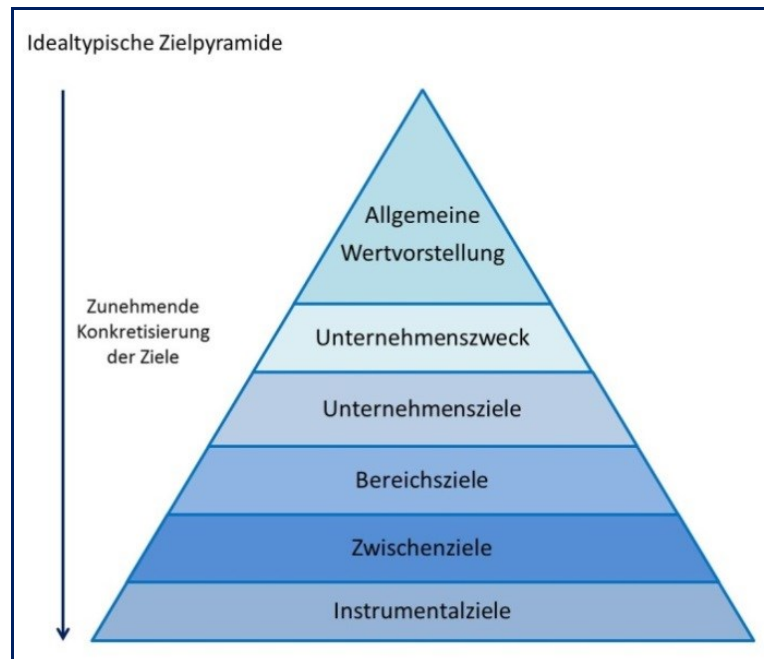 Idealtypische Zielpyramide
Zunehmende
Konkretisierung
der Ziele
Allgemeine
Wertvorstellung
Unternehmenszweck
Unternehmensziele
Bereichsziele
Zwischenziele
Instrumentalziele